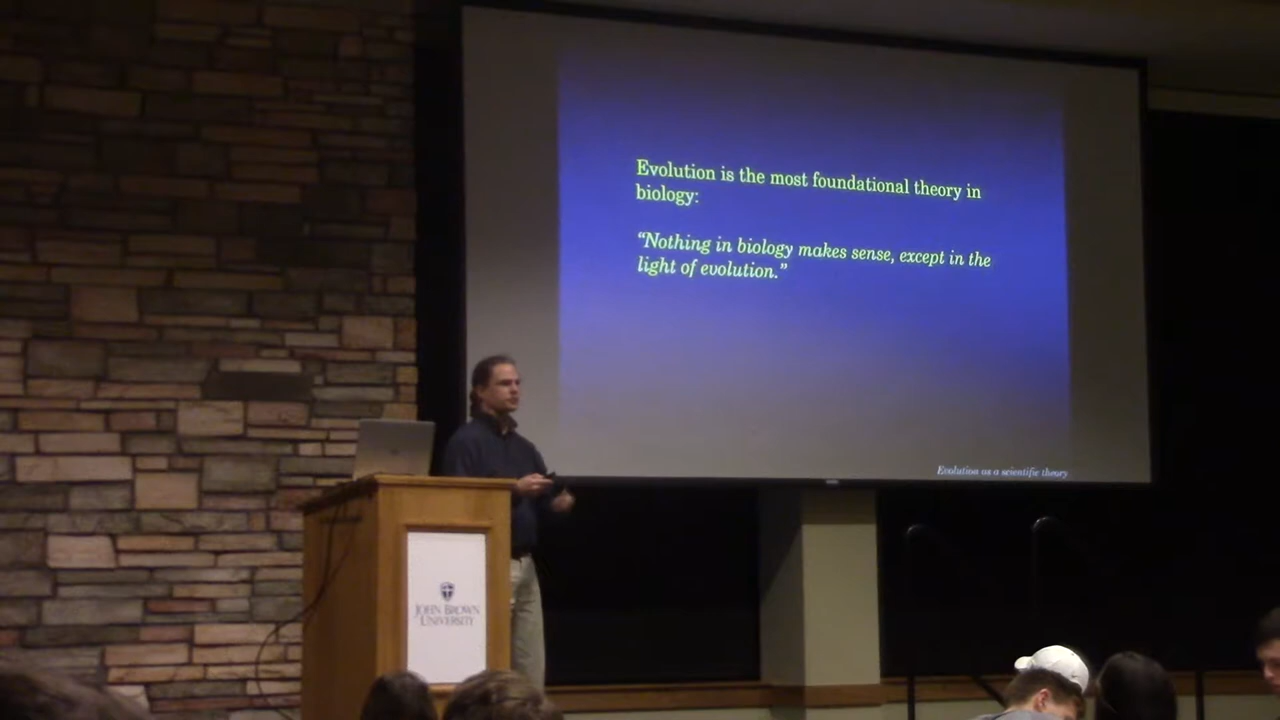 Evolution is the most foundational theory in
biology:
“Nothing in biology makes sense, except in the
light of evolution.”
Evolution as a scientific theory
JOHN BROWN
UNIVERSITY